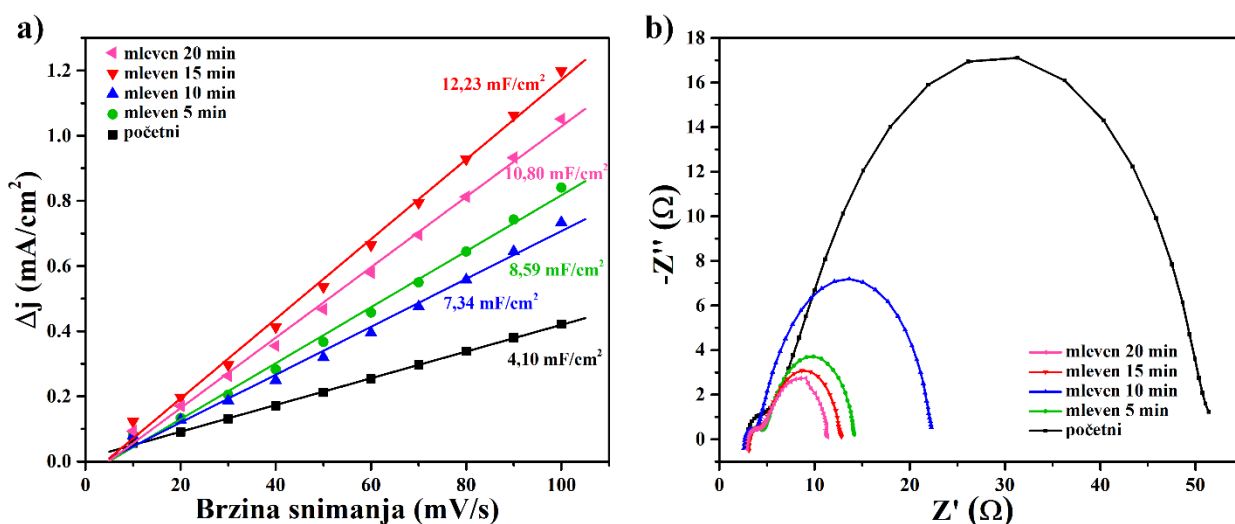 a)
mleven 20 min
mleven 15 min
mleven 10 min
mleven 5 min
početni
12,23 mF/cm²
10,80 mF/cm²
8,59 mF/cm²
7,34 mF/cm²
4,10 mF/cm²
Δj (mA/cm²)
1.2
1.0
0.8
0.6
0.4
0.2
0.0
20 40 60 80 100
Brzina snimanja (mV/s)
b)
-Z'' (Ω)
18
16
14
12
10
8
6
4
2
0
mleven 20 min
mleven 15 min
mleven 10 min
mleven 5 min
početni
0 10 20 30 40 50
Z' (Ω)